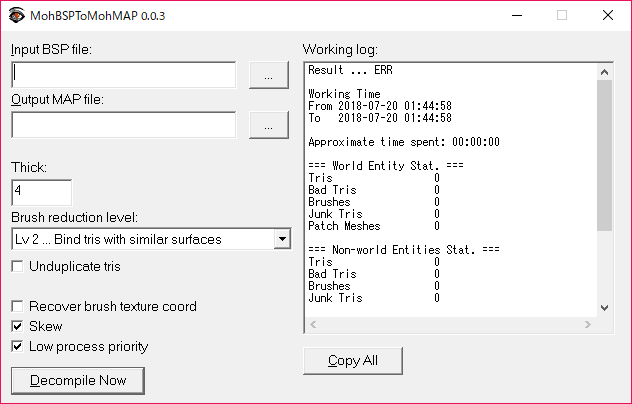 MohBSPToMohMAP 0.0.3
Input BSP file:
...
Output MAP file:
...
Thick:
4
Brush reduction level:
Lv 2 ... Bind tris with similar surfaces
Unduplicate tris
Recover brush texture coord
Skew
Low process priority
Decompile Now
Working log:
Result ... ERR
Working Time
From 2018-07-20 01:44:58
To   2018-07-20 01:44:58
Approximate time spent: 00:00:00
=== World Entity Stat. ===
Tris 0
Bad Tris 0
Brushes 0
Junk Tris 0
Patch Meshes 0
=== Non-world Entities Stat. ===
Tris 0
Bad Tris 0
Brushes 0
Junk Tris 0
Copy All